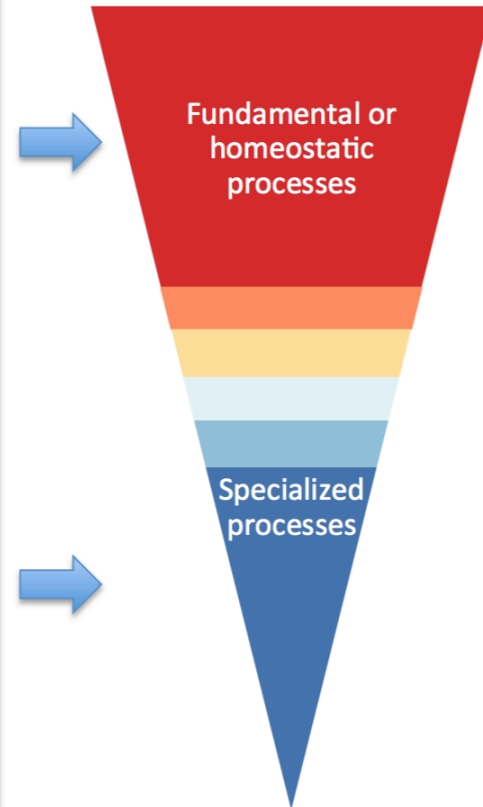 Fundamental or
homeostatic
processes
Specialized
processes